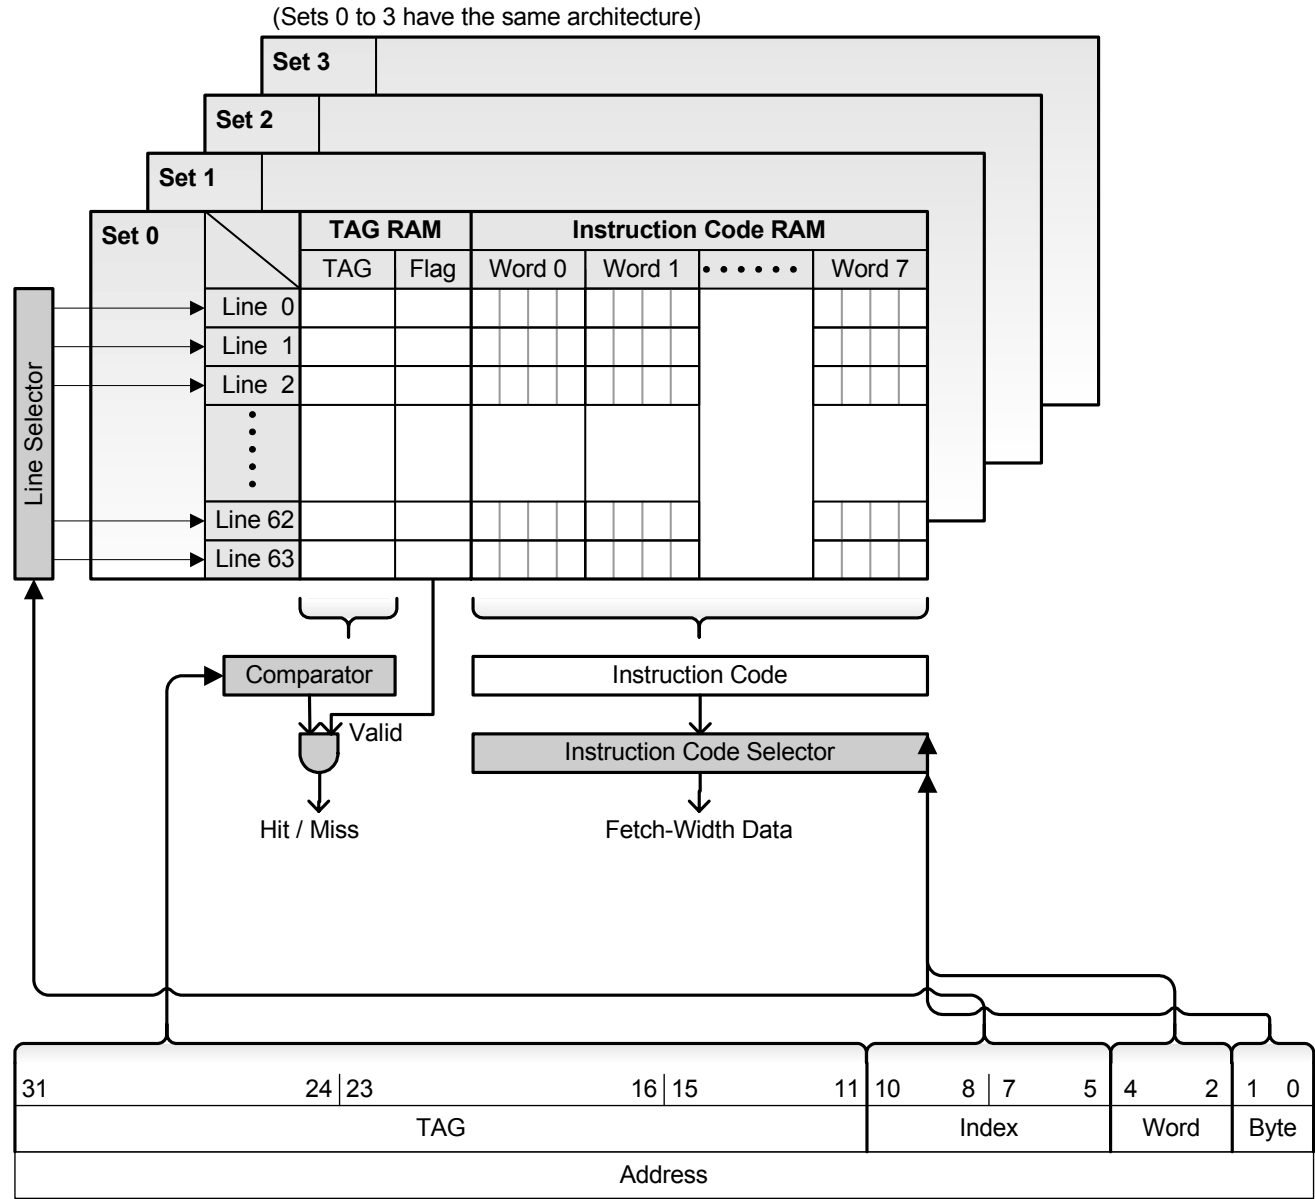 (Sets 0 to 3 have the same architecture)
Set 3
Set 2
Set 1
Set 0
TAG RAM
Instruction Code RAM
TAG Flag Word 0 Word 1 • • • • • • Word 7
Line 0
Line 1
Line 2
Line 62
Line 63
Line Selector
Comparator
Instruction Code
Valid
Instruction Code Selector
Hit / Miss
Fetch-Width Data
31 24 23 16 15 11 10 8 7 5 4 2 1 0
TAG Index Word Byte
Address